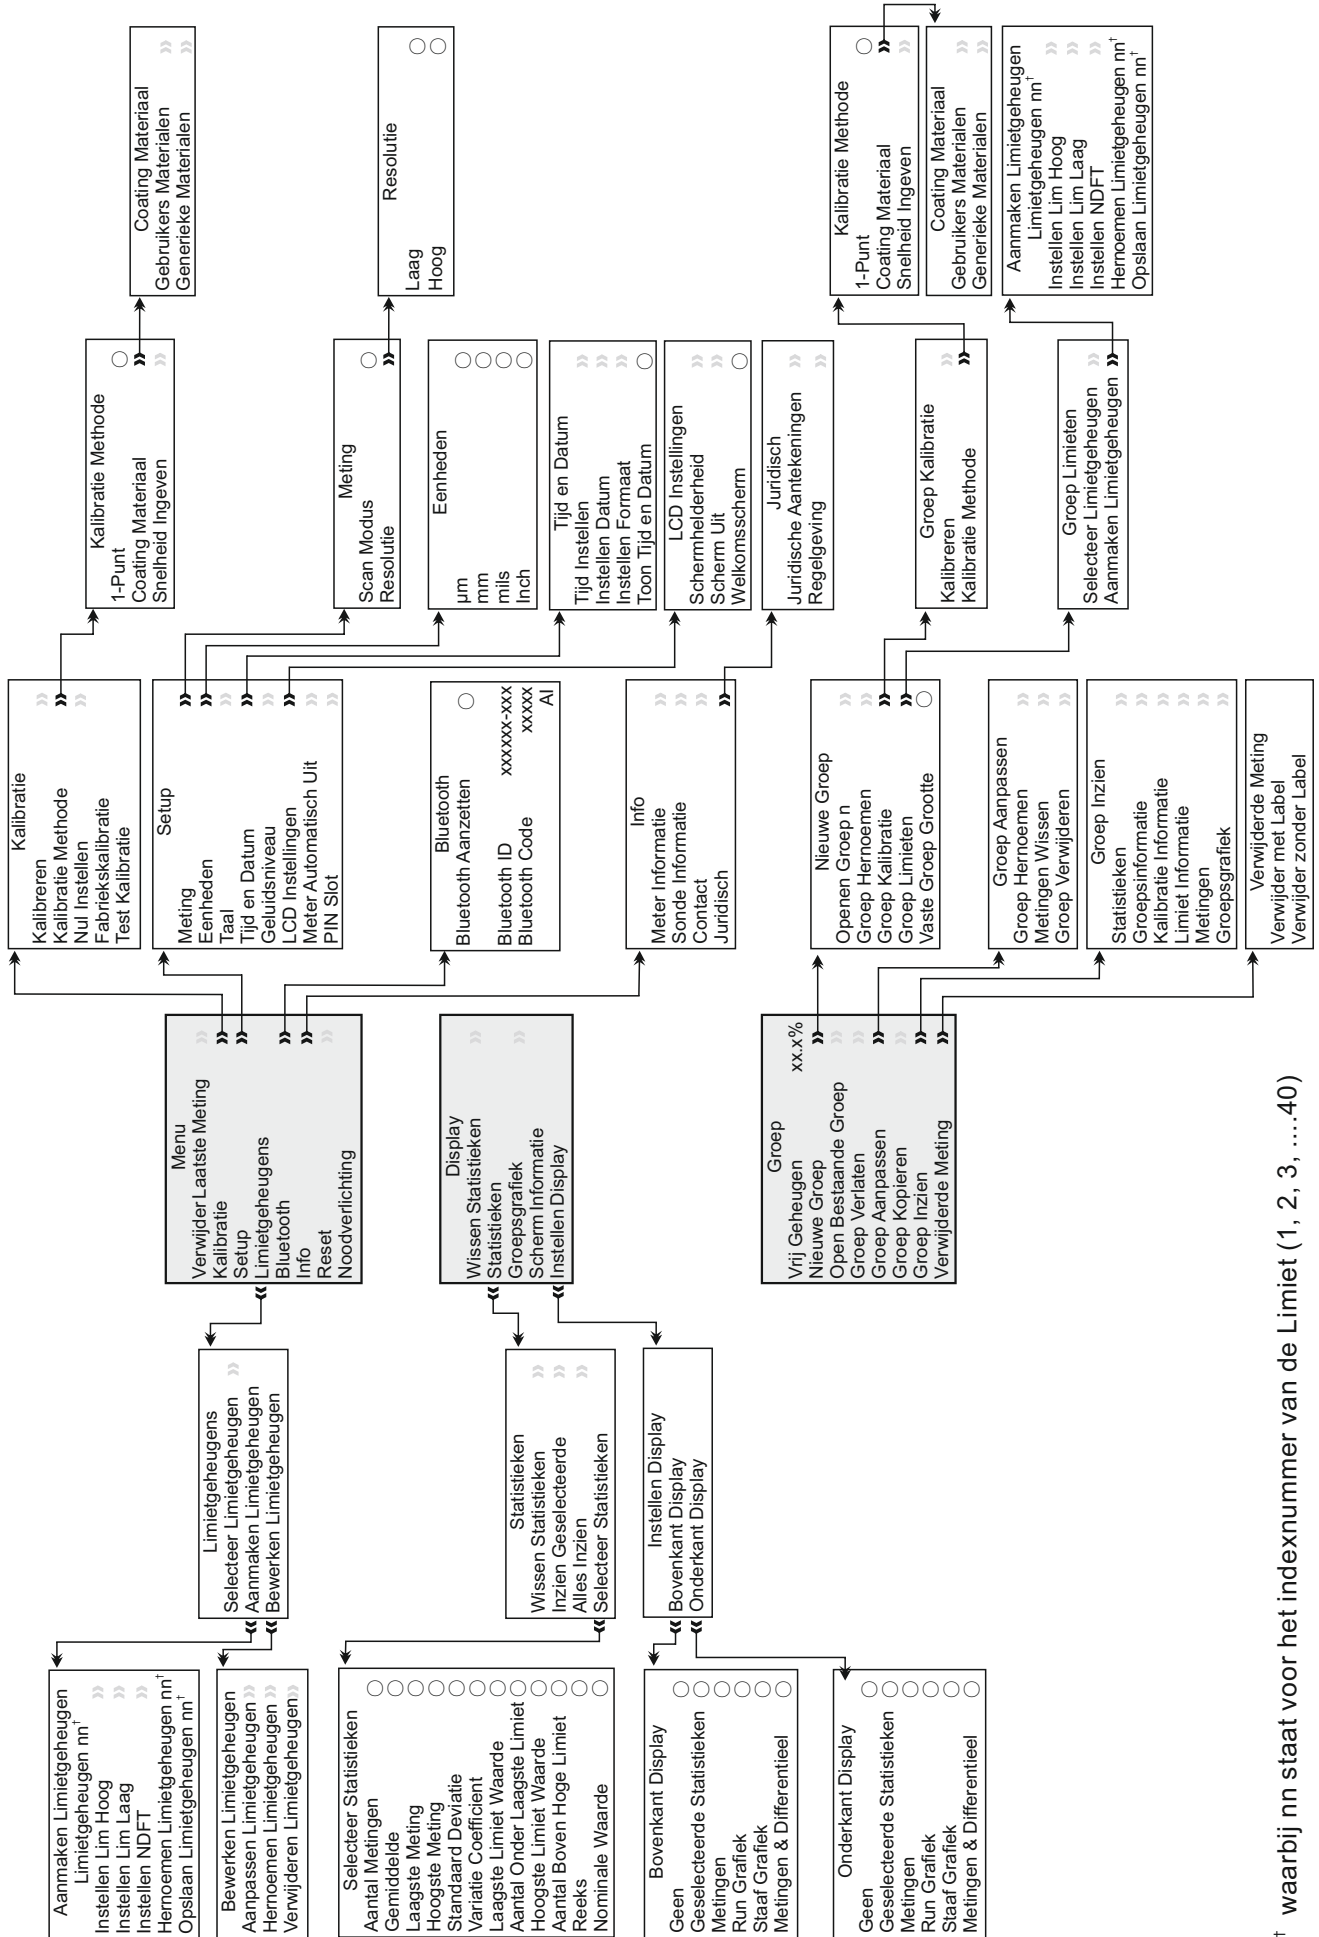 Aanmaken Limietgeheugen
Limietgeheugen nn†
Instellen Lim Hoog
Instellen Lim Laag
Instellen NDFT
Hernoemen Limietgeheugen nn†
Opslaan Limietgeheugen nn†
Bewerken Limietgeheugen
Aanpassen Limietgeheugen
Hernoemen Limietgeheugen
Verwijderen Limietgeheugen
Selecteer Statistieken
Aantal Metingen
Gemiddelde
Laagste Meting
Hoogste Meting
Standaard Deviatie
Variatie Coefficient
Laagste Limiet Waarde
Aantal Onder Laagste Limiet
Hoogste Limiet Waarde
Aantal Boven Hoge Limiet
Reeks
Nominale Waarde
Bovenkant Display
Geen
Geselecteerde Statistieken
Metingen
Run Grafiek
Staaf Grafiek
Metingen & Differentieel
Onderkant Display
Geen
Geselecteerde Statistieken
Metingen
Run Grafiek
Staaf Grafiek
Metingen & Differentieel
Limietgeheugens
Selecteer Limietgeheugen
Aanmaken Limietgeheugen
Bewerken Limietgeheugen
Statistieken
Wissen Statistieken
Inzien Geselecteerde
Alles Inzien
Selecteer Statistieken
Instellen Display
Bovenkant Display
Onderkant Display
Menu
Verwijder Laatste Meting
Kalibratie
Setup
Limietgeheugens
Bluetooth
Info
Reset
Noodverlichting
Display
Wissen Statistieken
Statistieken
Groepsgrafiek
Scherm Informatie
Instellen Display
Groep
Vrij Geheugen xx.x%
Nieuwe Groep
Open Bestaande Groep
Groep Verlaten
Groep Aanpassen
Groep Kopieren
Groep Inzien
Verwijderde Meting
Kalibratie
Kalibreren
Kalibratie Methode
Nul Instellen
Fabriekskalibratie
Test Kalibratie
Setup
Meting
Eenheden
Taal
Tijd en Datum
Geluidsniveau
LCD Instellingen
Meter Automatisch Uit
PIN Slot
Bluetooth
Bluetooth Aanzetten
Bluetooth ID xxxxxx-xxx
Bluetooth Code xxxxx
AI
Info
Meter Informatie
Sonde Informatie
Contact
Juridisch
Nieuwe Groep
Openen Groep n
Groep Hernoemen
Groep Kalibratie
Groep Limieten
Vaste Groep Grootte
Groep Aanpassen
Groep Hernoemen
Metingen Wissen
Groep Verwijderen
Groep Inzien
Statistieken
Groepsinformatie
Kalibratie Informatie
Limiet Informatie
Metingen
Groepsgrafiek
Verwijderde Meting
Verwijder met Label
Verwijder zonder Label
Kalibratie Methode
1-Punt
Coating Materiaal
Snelheid Ingeven
Meting
Scan Modus
Resolutie
Eenheden
µm
mm
mils
Inch
Tijd en Datum
Tijd Instellen
Instellen Datum
Instellen Formaat
Toon Tijd en Datum
LCD Instellingen
Schermhelderheid
Scherm Uit
Welkomsscherm
Juridisch
Juridische Aantekeningen
Regelgeving
Groep Kalibratie
Kalibreren
Kalibratie Methode
Groep Limieten
Selecteer Limietgeheugen
Aanmaken Limietgeheugen
Coating Materiaal
Gebruikers Materialen
Generieke Materialen
Resolutie
Laag
Hoog
Kalibratie Methode
1-Punt
Coating Materiaal
Snelheid Ingeven
Coating Materiaal
Gebruikers Materialen
Generieke Materialen
Aanmaken Limietgeheugen
Limietgeheugen nn†
Instellen Lim Hoog
Instellen Lim Laag
Instellen NDFT
Hernoemen Limietgeheugen nn†
Opslaan Limietgeheugen nn†
† waarbij nn staat voor het indexnummer van de Limiet (1, 2, 3, ....40)